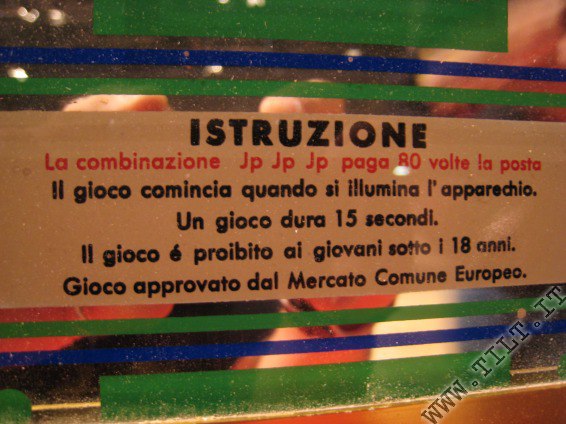 ISTRUZIONE
La combinazione Jp Jp Jp paga 80 volte la posta
Il gioco comincia quando si illumina l'apparechio.
Un gioco dura 15 secondi.
Il gioco é proibito ai giovani sotto i 18 anni.
Gioco approvato dal Mercato Comune Europeo.
WWW.TILT.IT